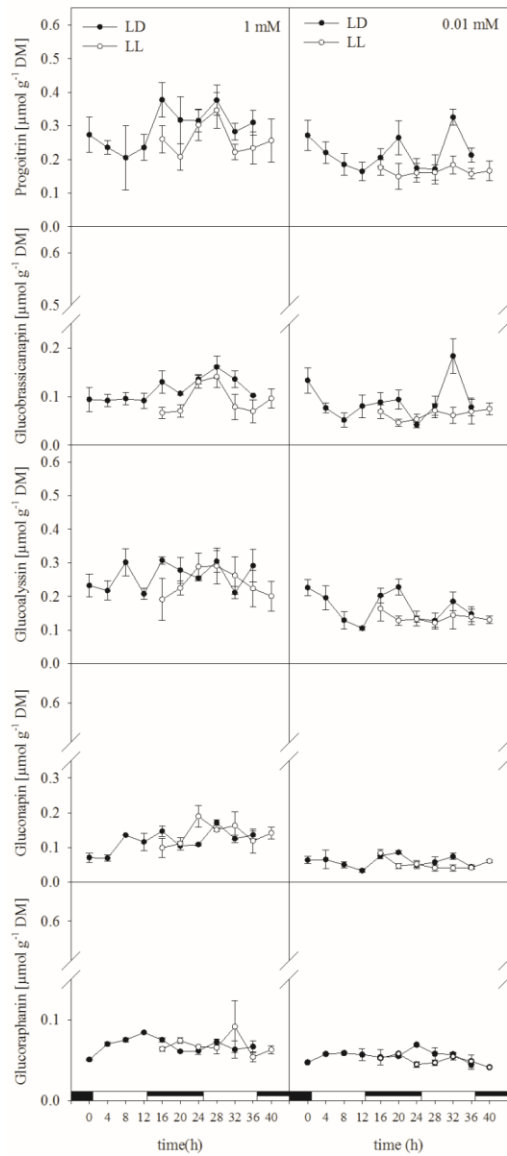 LD
LL
1 mM
LD
LL
0.01 mM
Progoitrin [µmol g⁻¹ DM]
0.6
0.5
0.4
0.3
0.2
0.1
0.0
Glucobrassicanapin [µmol g⁻¹ DM]
0.6
0.5
0.2
0.1
0.0
Glucoalyssin [µmol g⁻¹ DM]
0.6
0.5
0.4
0.3
0.2
0.1
0.0
Gluconapin [µmol g⁻¹ DM]
0.6
0.3
0.2
0.1
0.0
Glucoraphanin [µmol g⁻¹ DM]
0.6
0.1
0.0
0 4 8 12 16 20 24 28 32 36 40
0 4 8 12 16 20 24 28 32 36 40
time(h)
time (h)